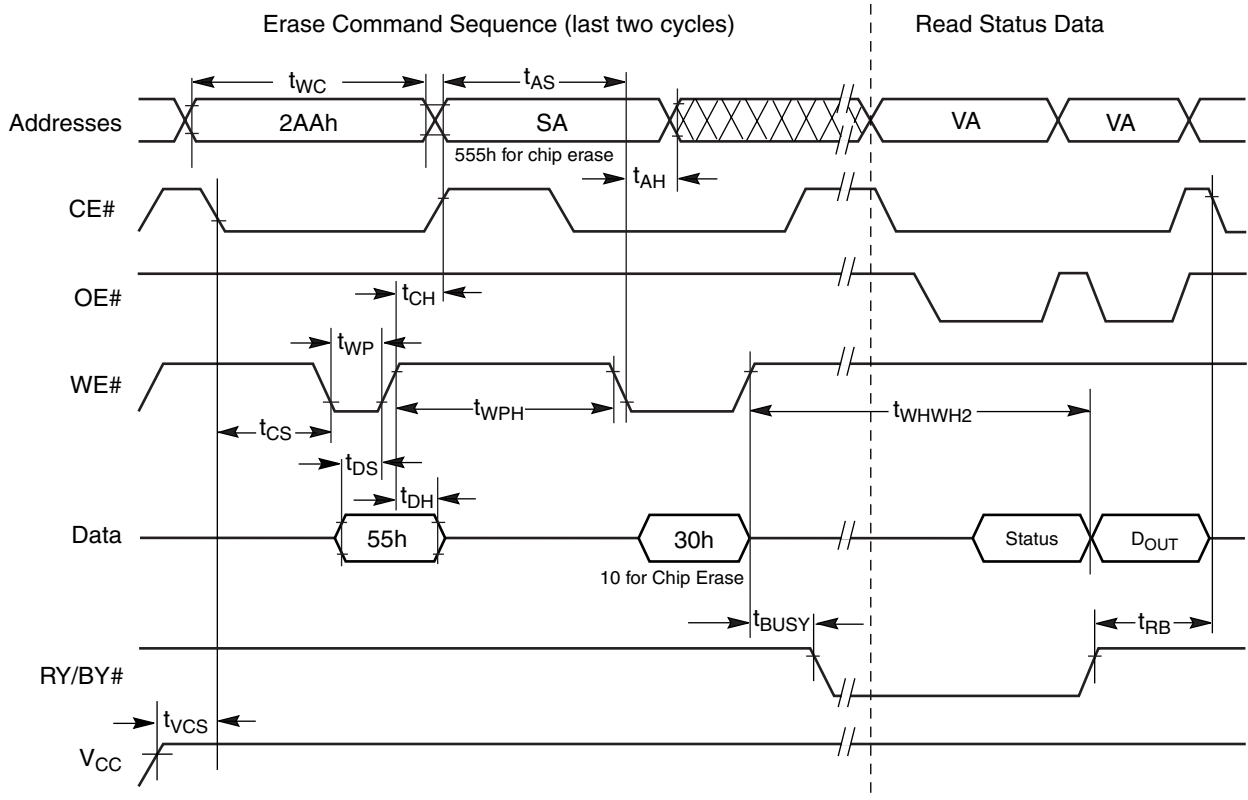 Erase Command Sequence (last two cycles)
Read Status Data
tWC
tAS
Addresses
2AAh
SA
VA
VA
555h for chip erase
tAH
CE#
OE#
tCH
tWP
WE#
tWPH
tWHWH2
tCS
tDS
tDH
Data
55h
30h
Status
DOUT
10 for Chip Erase
tBUSY
tRB
RY/BY#
tVCS
VCC